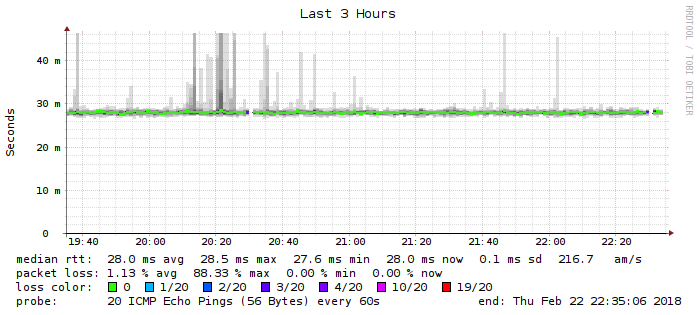 Last 3 Hours
RRDTOOL / TOBI OETIKER
Seconds
40 m
30 m
20 m
10 m
0
19:40 20:00 20:20 20:40 21:00 21:20 21:40 22:00 22:20
median rtt: 28.0 ms avg 28.5 ms max 27.6 ms min 28.0 ms now 0.1 ms sd 216.7 am/s
packet loss: 1.13 % avg 88.33 % max 0.00 % min 0.00 % now
loss color: 0 1/20 2/20 3/20 4/20 10/20 19/20
probe: 20 ICMP Echo Pings (56 Bytes) every 60s end: Thu Feb 22 22:35:06 2018